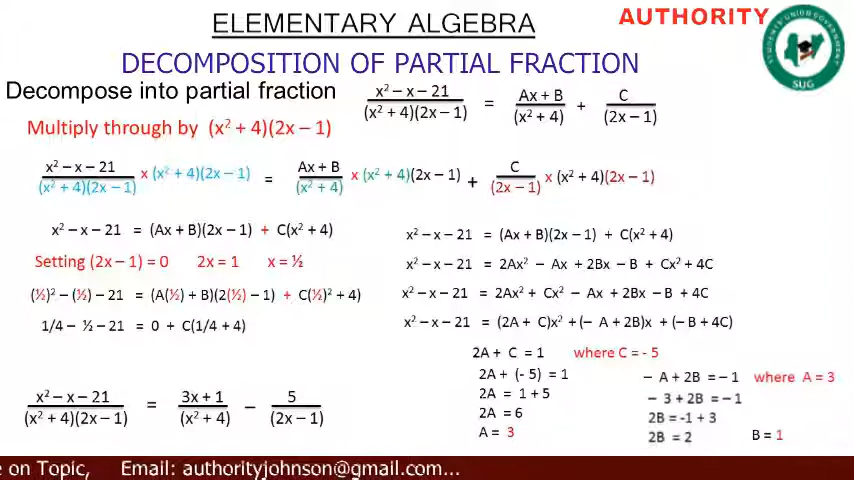 ELEMENTARY ALGEBRA
AUTHORITY
STUDENTS UNION GOVERNMENT
SUG
DECOMPOSITION OF PARTIAL FRACTION
Decompose into partial fraction (x² – x – 21)/((x² + 4)(2x – 1)) = (Ax + B)/(x² + 4) + C/(2x – 1)
Multiply through by (x² + 4)(2x – 1)
(x² – x – 21)/((x² + 4)(2x – 1)) x (x² + 4)(2x – 1) = (Ax + B)/(x² + 4) x (x² + 4)(2x – 1) + C/(2x – 1) x (x² + 4)(2x – 1)
x² – x – 21 = (Ax + B)(2x – 1) + C(x² + 4)
Setting (2x – 1) = 0 2x = 1 x = ½
(½)² – (½) – 21 = (A(½) + B)(2(½) – 1) + C(½)² + 4)
1/4 – ½ – 21 = 0 + C(1/4 + 4)
(x² – x – 21)/((x² + 4)(2x – 1)) = (3x + 1)/(x² + 4) – 5/(2x – 1)
x² – x – 21 = (Ax + B)(2x – 1) + C(x² + 4)
x² – x – 21 = 2Ax² – Ax + 2Bx – B + Cx² + 4C
x² – x – 21 = 2Ax² + Cx² – Ax + 2Bx – B + 4C
x² – x – 21 = (2A + C)x² + (– A + 2B)x + (– B + 4C)
2A + C = 1 where C = - 5
2A + (- 5) = 1
2A = 1 + 5
2A = 6
A = 3
– A + 2B = – 1 where A = 3
– 3 + 2B = – 1
2B = -1 + 3
2B = 2 B = 1
e on Topic, Email: authorityjohnson@gmail.com...